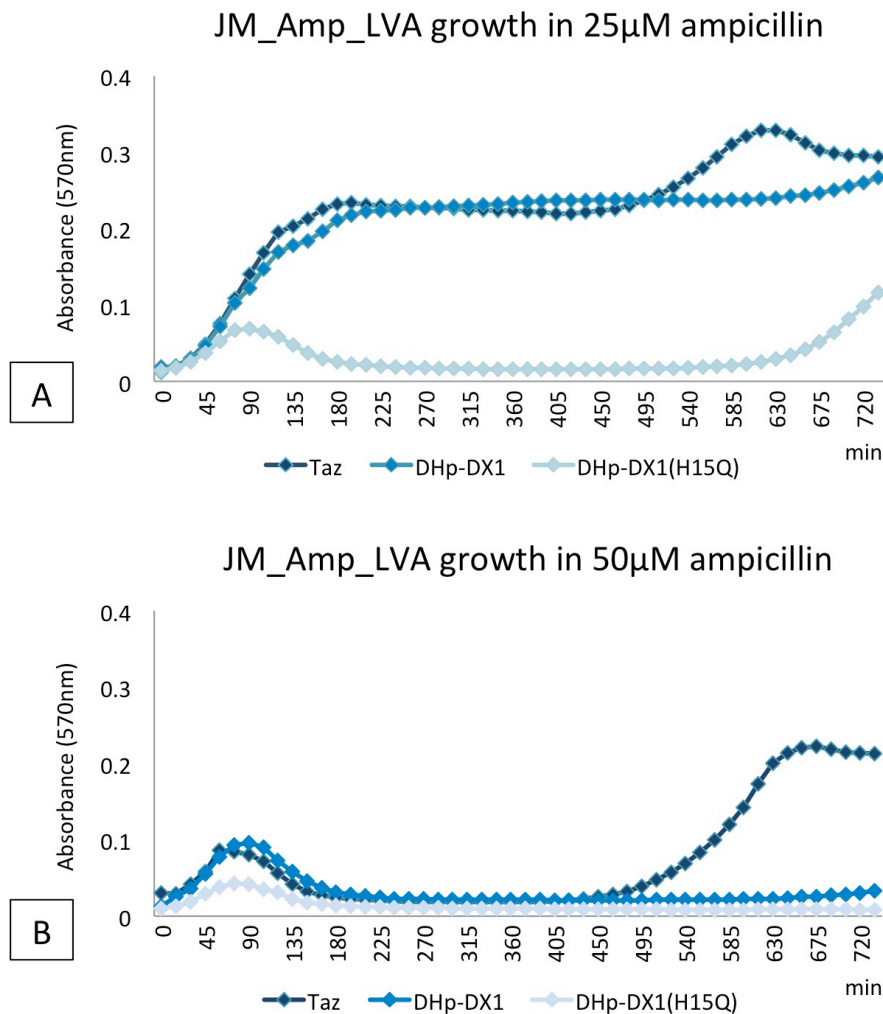 JM_Amp_LVA growth in 25µM ampicillin
Absorbance (570nm)
0.4
0.3
0.2
0.1
0
A
0 45 90 135 180 225 270 315 360 405 450 495 540 585 630 675 720
min
Taz DHp-DX1 DHp-DX1(H15Q)
JM_Amp_LVA growth in 50µM ampicillin
Absorbance (570nm)
0.4
0.3
0.2
0.1
0
B
0 45 90 135 180 225 270 315 360 405 450 495 540 585 630 675 720
min
Taz DHp-DX1 DHp-DX1(H15Q)